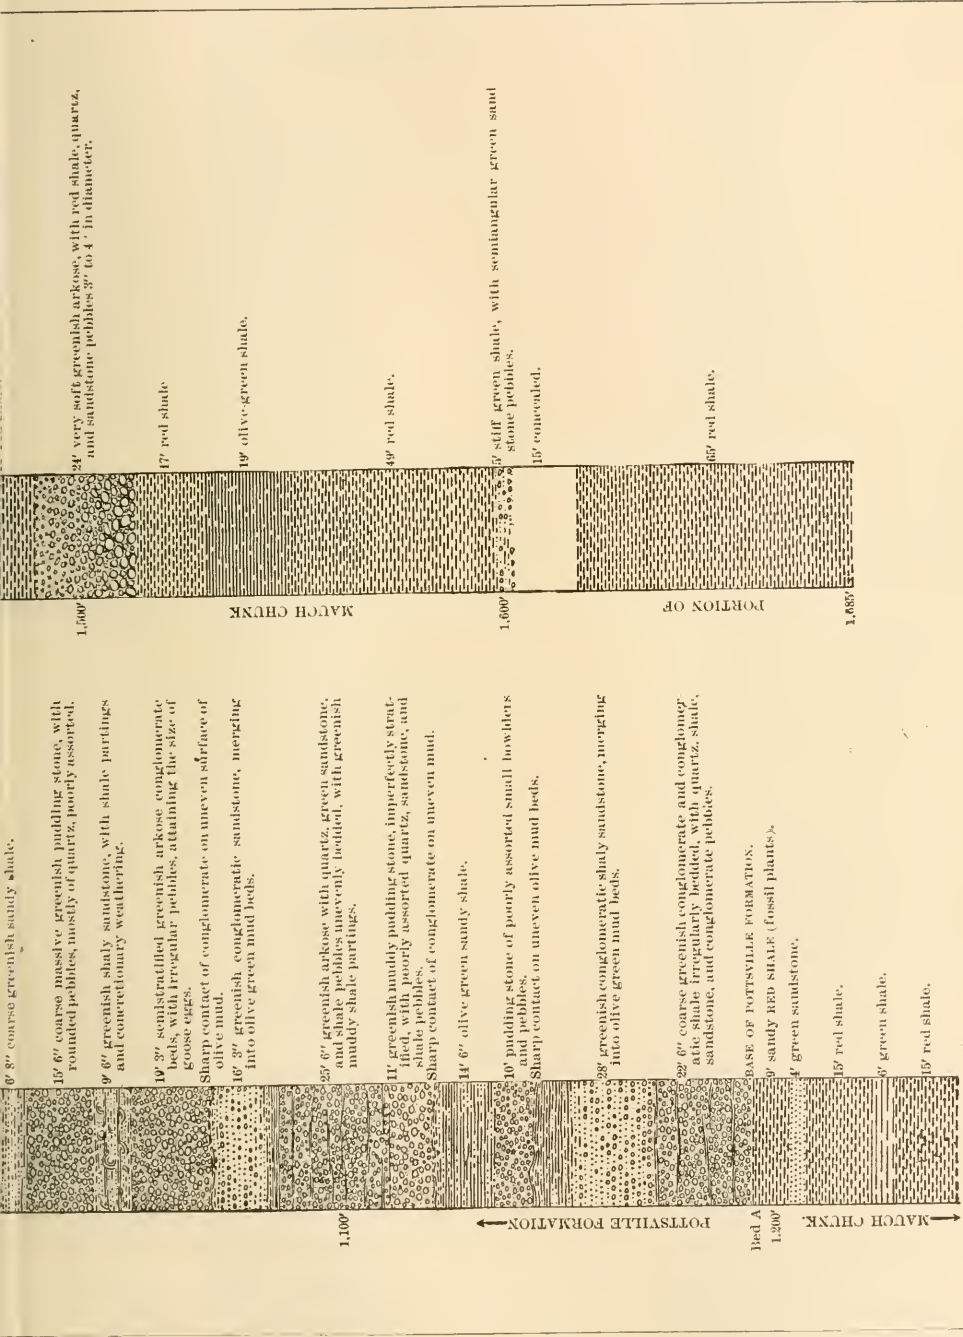 6′ 8″ coarse greenish sandy shale.
15′ 6″ coarse massive greenish pudding stone, with
rounded pebbles, mostly of quartz, poorly assorted.
9′ 6″ greenish shaly sandstone, with shale partings
and concretionary weathering.
19′ 3″ semistratified greenish arkose conglomerate
beds, with irregular pebbles, attaining the size of
goose eggs.
Sharp contact of conglomerate on uneven surface of
olive mud.
16′ 3″ greenish conglomeratic sandstone, merging
into olive green mud beds.
25′ 6″ greenish arkose with quartz, green sandstone,
and shale pebbles unevenly bedded, with greenish
muddy shale partings.
11′ greenish muddy pudding stone, imperfectly strat-
ified, with poorly assorted quartz, sandstone, and
shale pebbles.
Sharp contact of conglomerate on uneven mud.
14′ 6″ olive green sandy shale.
10′ pudding stone of poorly assorted small bowlders
and pebbles.
Sharp contact on uneven olive mud beds.
28′ greenish conglomeratic shaly sandstone, merging
into olive green mud beds.
22′ 6″ coarse greenish conglomerate and conglomer
atic shale irregularly bedded, with quartz, shale,
sandstone, and conglomerate pebbles.
BASE OF POTTSVILLE FORMATION.
9′ sandy RED SHALE (fossil plants).
4′ green sandstone.
15′ red shale.
6′ green shale.
15′ red shale.
1,100′
POTTSVILLE FORMATION
Bed A
1,200′
MAUCH CHUNK.
24′ very soft greenish arkose, with red shale, quartz,
and sandstone pebbles 3″ to 4′ in diameter.
17′ red shale
19′ olive-green shale.
49′ red shale.
5′ stiff green shale, with semiangular green sand
stone pebbles.
15′ concealed.
65′ red shale.
1,500′
MAUCH CHUNK
1,600′
PORTION OF
1,685′